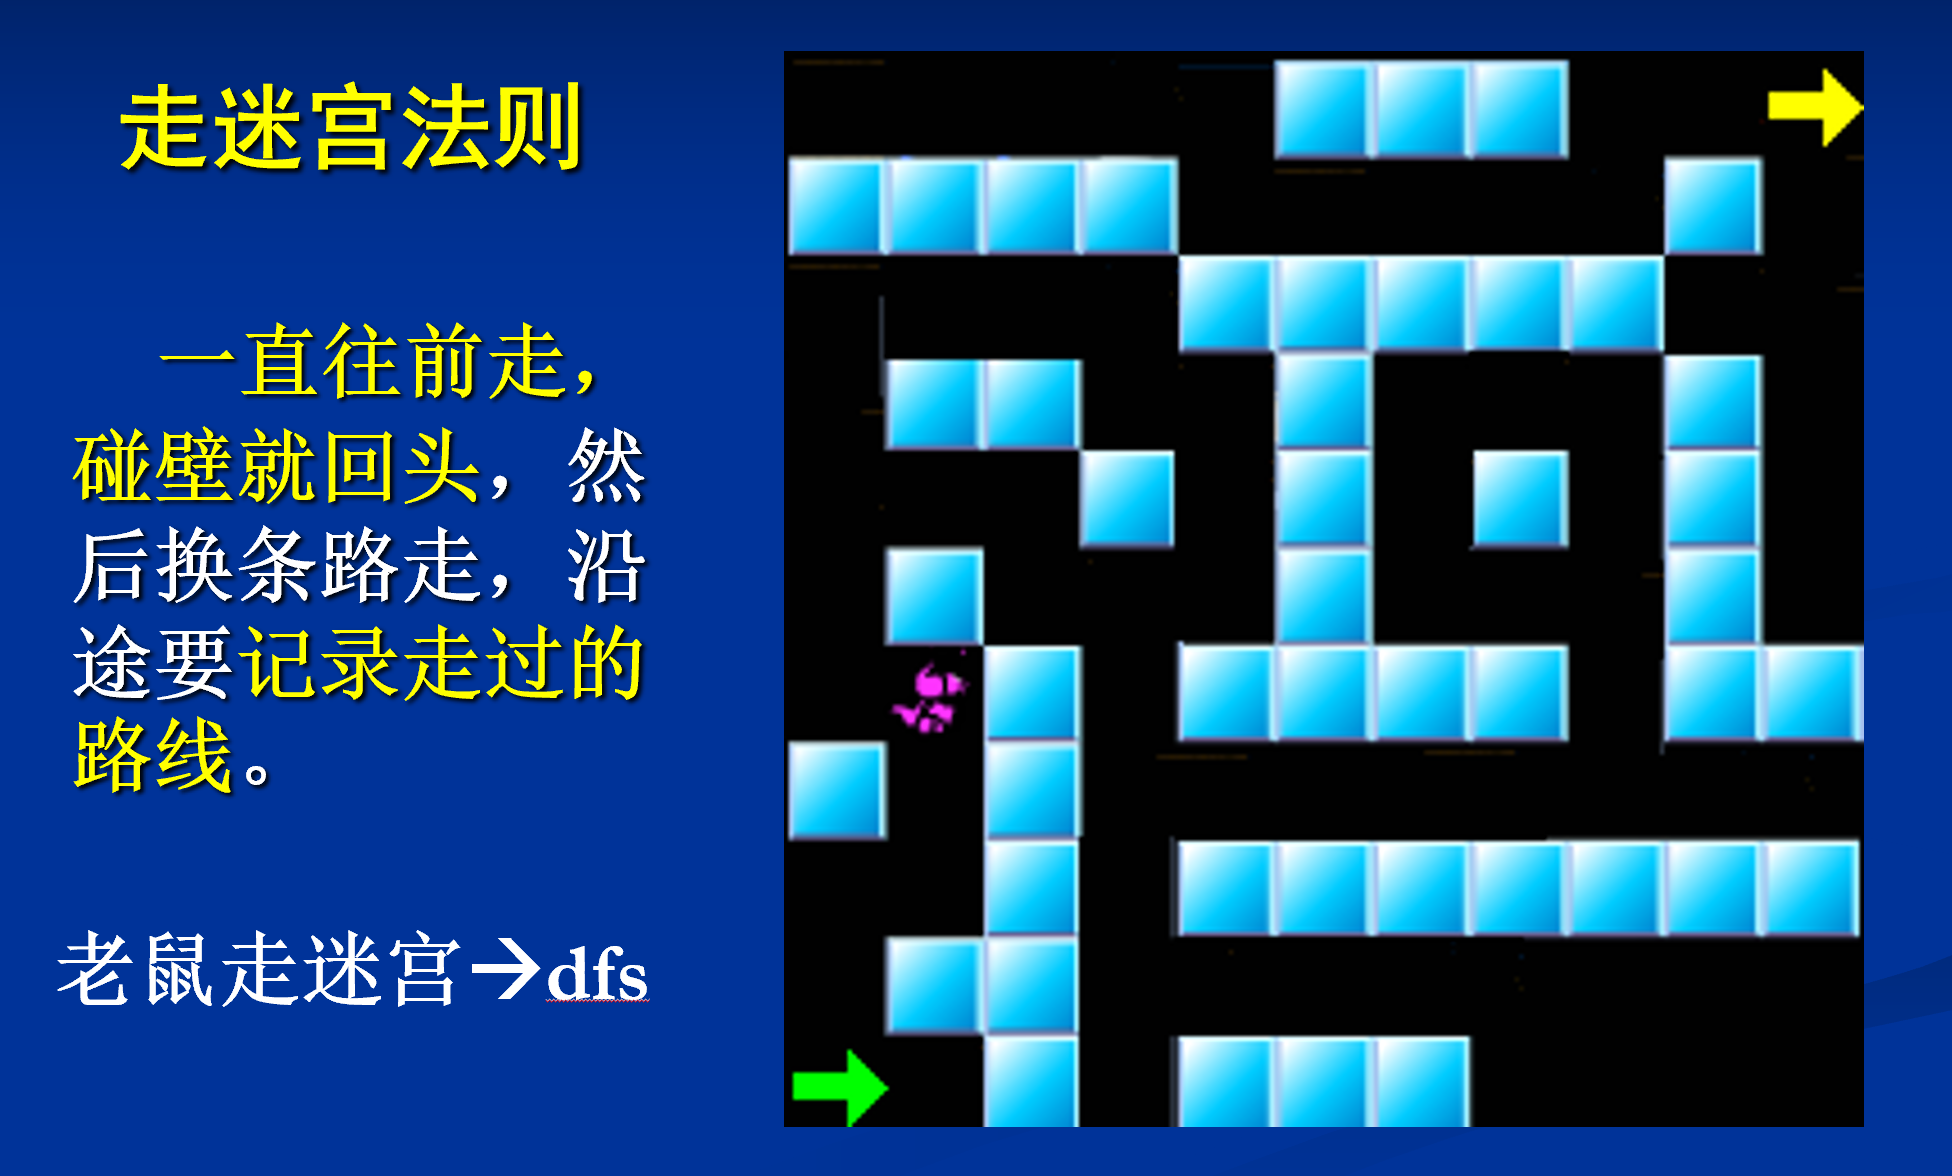 走迷宫法则
一直往前走，
碰壁就回头，然
后换条路走，沿
途要记录走过的
路线。
老鼠走迷宫→dfs